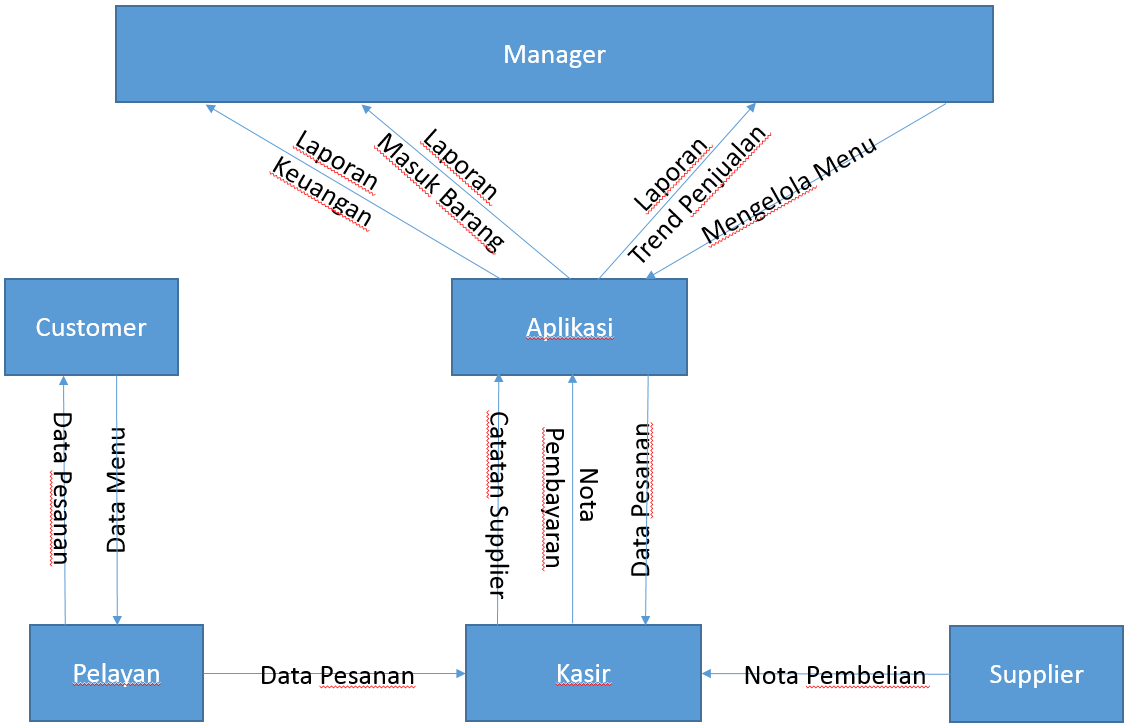 Manager
Laporan
Keuangan
Laporan
Masuk Barang
Laporan
Trend Penjualan
Mengelola Menu
Customer
Aplikasi
Data Pesanan
Data Menu
Catatan Supplier
Nota
Pembayaran
Data Pesanan
Pelayan
Data Pesanan
Kasir
Nota Pembelian
Supplier